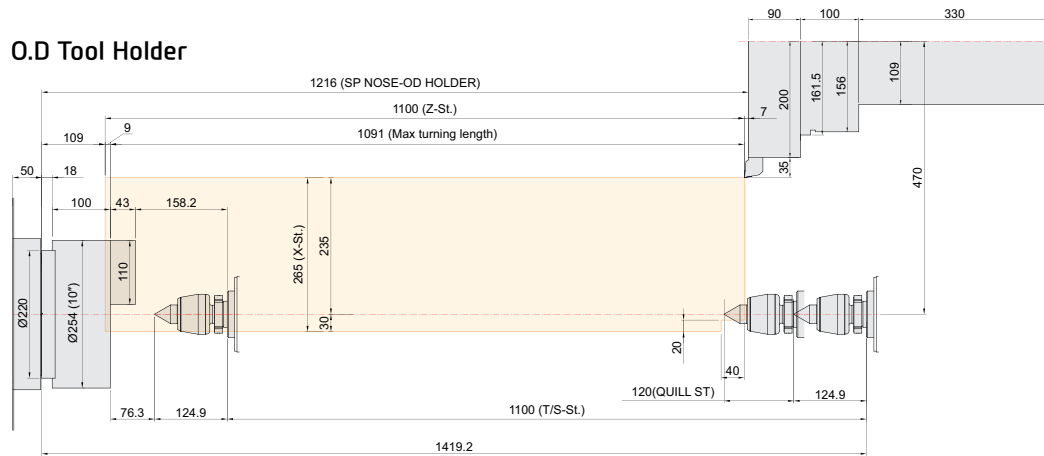 O.D Tool Holder
90
100
330
1216 (SP NOSE-OD HOLDER)
1100 (Z-St.)
7
1091 (Max turning length)
109
9
200
161.5
156
109
35
470
50
18
100
43
158.2
110
Ø220
Ø254 (10″)
265 (X-St.)
235
30
20
40
120(QUILL ST)
124.9
76.3
124.9
1100 (T/S-St.)
1419.2